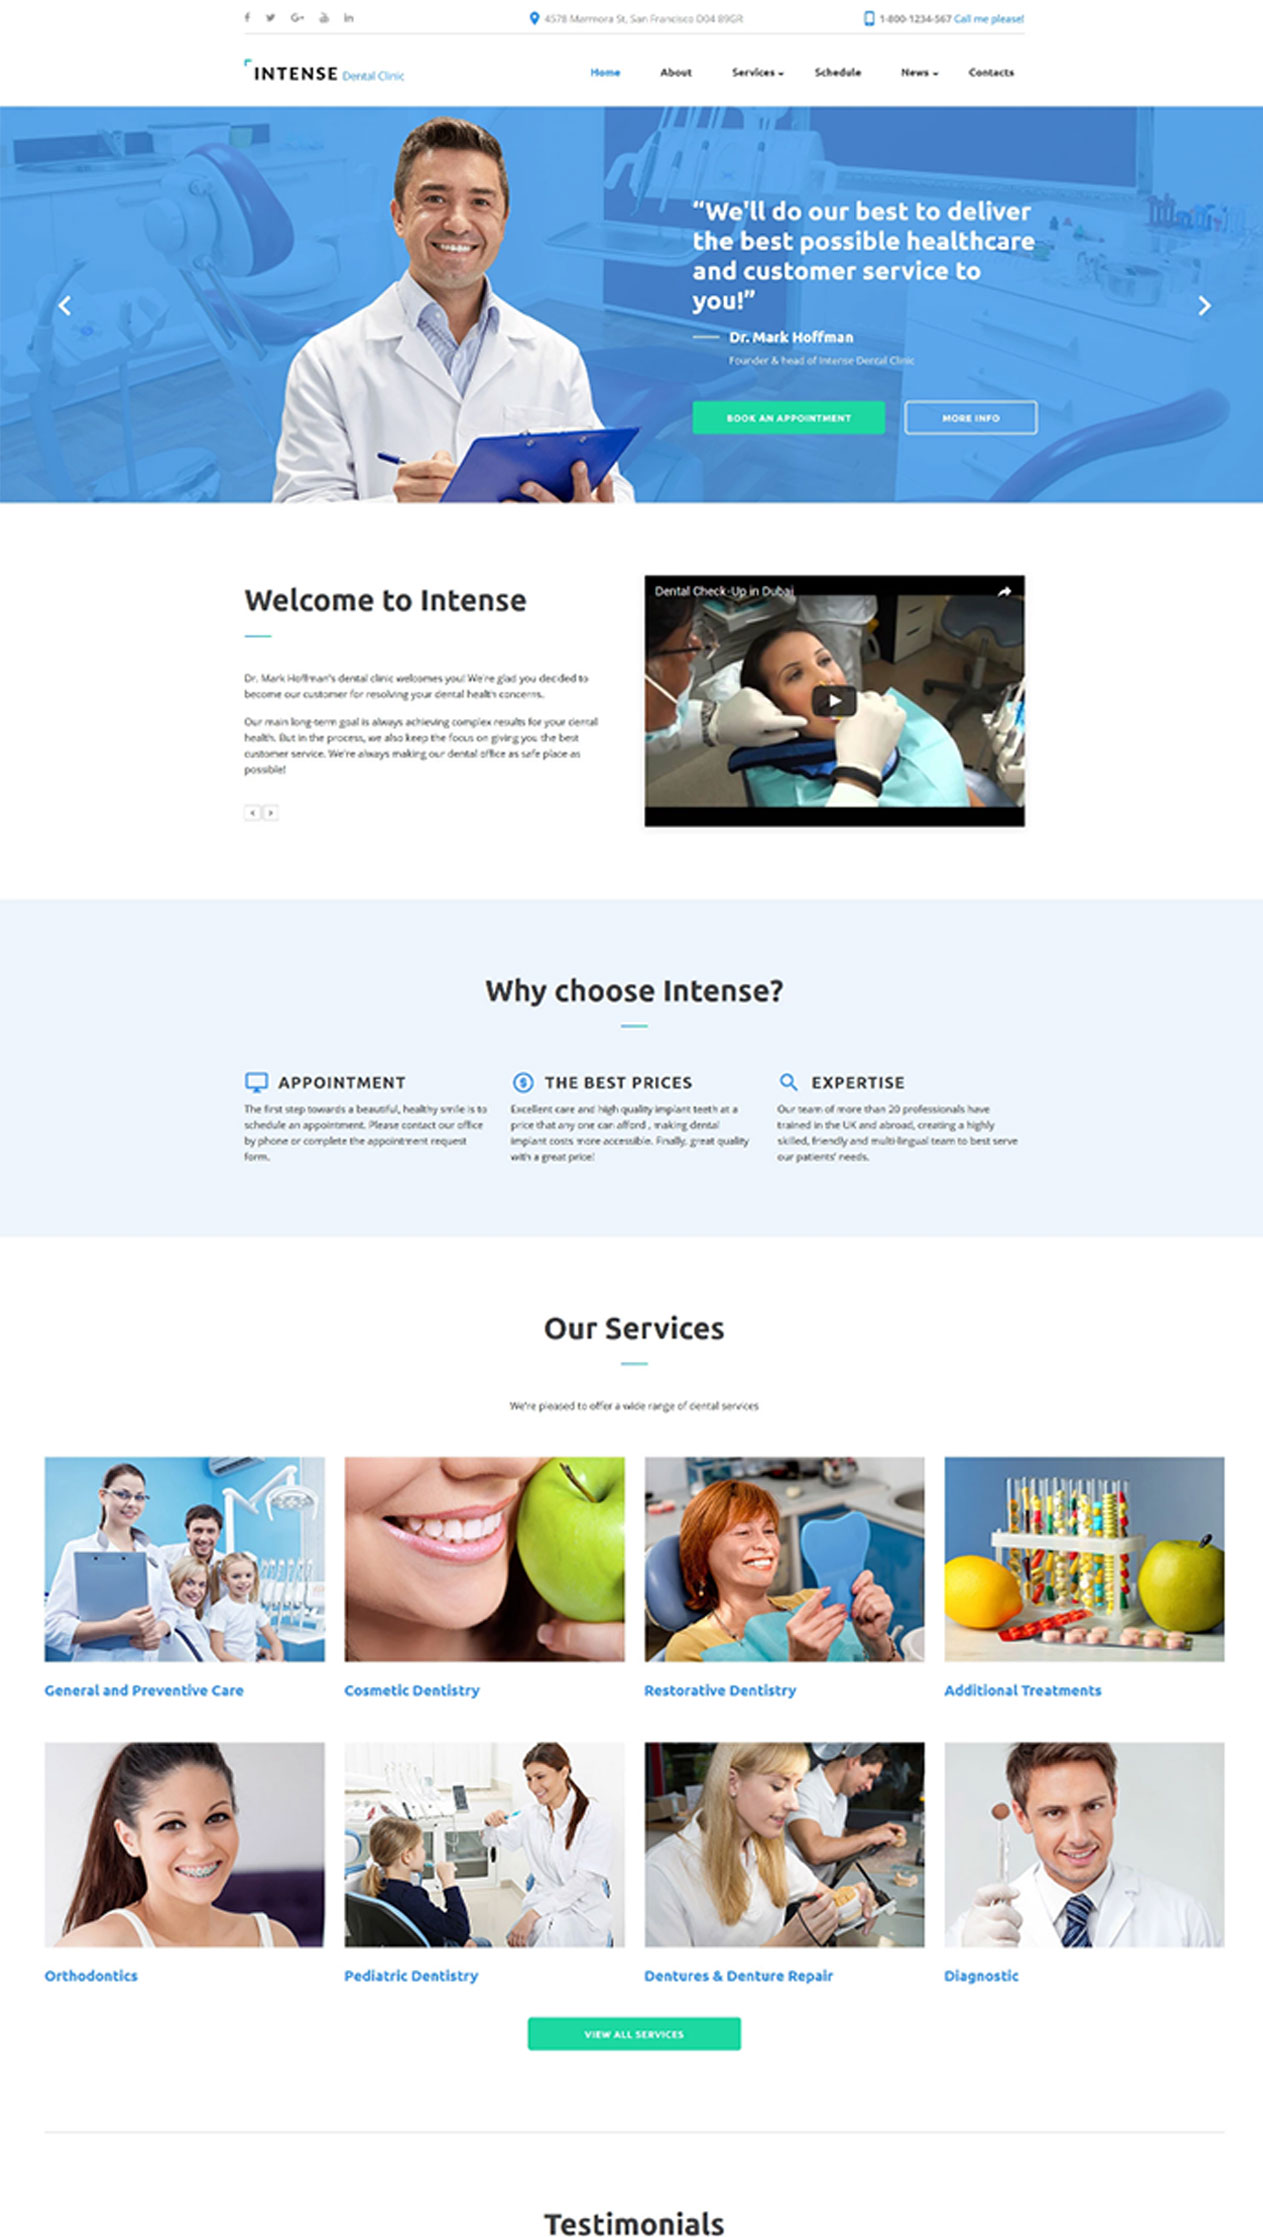 4578 Marmora St, San Francisco D04 89GR
1-800-1234-567 Call me please!
INTENSE Dental Clinic
Home About Services Schedule News Contacts
“We'll do our best to deliver
the best possible healthcare
and customer service to
you!”
Dr. Mark Hoffman
Founder & head of Intense Dental Clinic
BOOK AN APPOINTMENT
MORE INFO
Welcome to Intense
Dr. Mark Hoffman's dental clinic welcomes you! We're glad you decided to
become our customer for resolving your dental health concerns.
Our main long-term goal is always achieving complex results for your dental
health. But in the process, we also keep the focus on giving you the best
customer service. We're always making our dental office as safe place as
possible!
Dental Check-Up in Dubai
Why choose Intense?
APPOINTMENT
The first step towards a beautiful, healthy smile is to
schedule an appointment. Please contact our office
by phone or complete the appointment request
form.
THE BEST PRICES
Excellent care and high quality implant teeth at a
price that any one can afford , making dental
implant costs more accessible. Finally, great quality
with a great price!
EXPERTISE
Our team of more than 20 professionals have
trained in the UK and abroad, creating a highly
skilled, friendly and multi-lingual team to best serve
our patients' needs.
Our Services
We're pleased to offer a wide range of dental services
General and Preventive Care
Cosmetic Dentistry
Restorative Dentistry
Additional Treatments
Orthodontics
Pediatric Dentistry
Dentures & Denture Repair
Diagnostic
VIEW ALL SERVICES
Testimonials